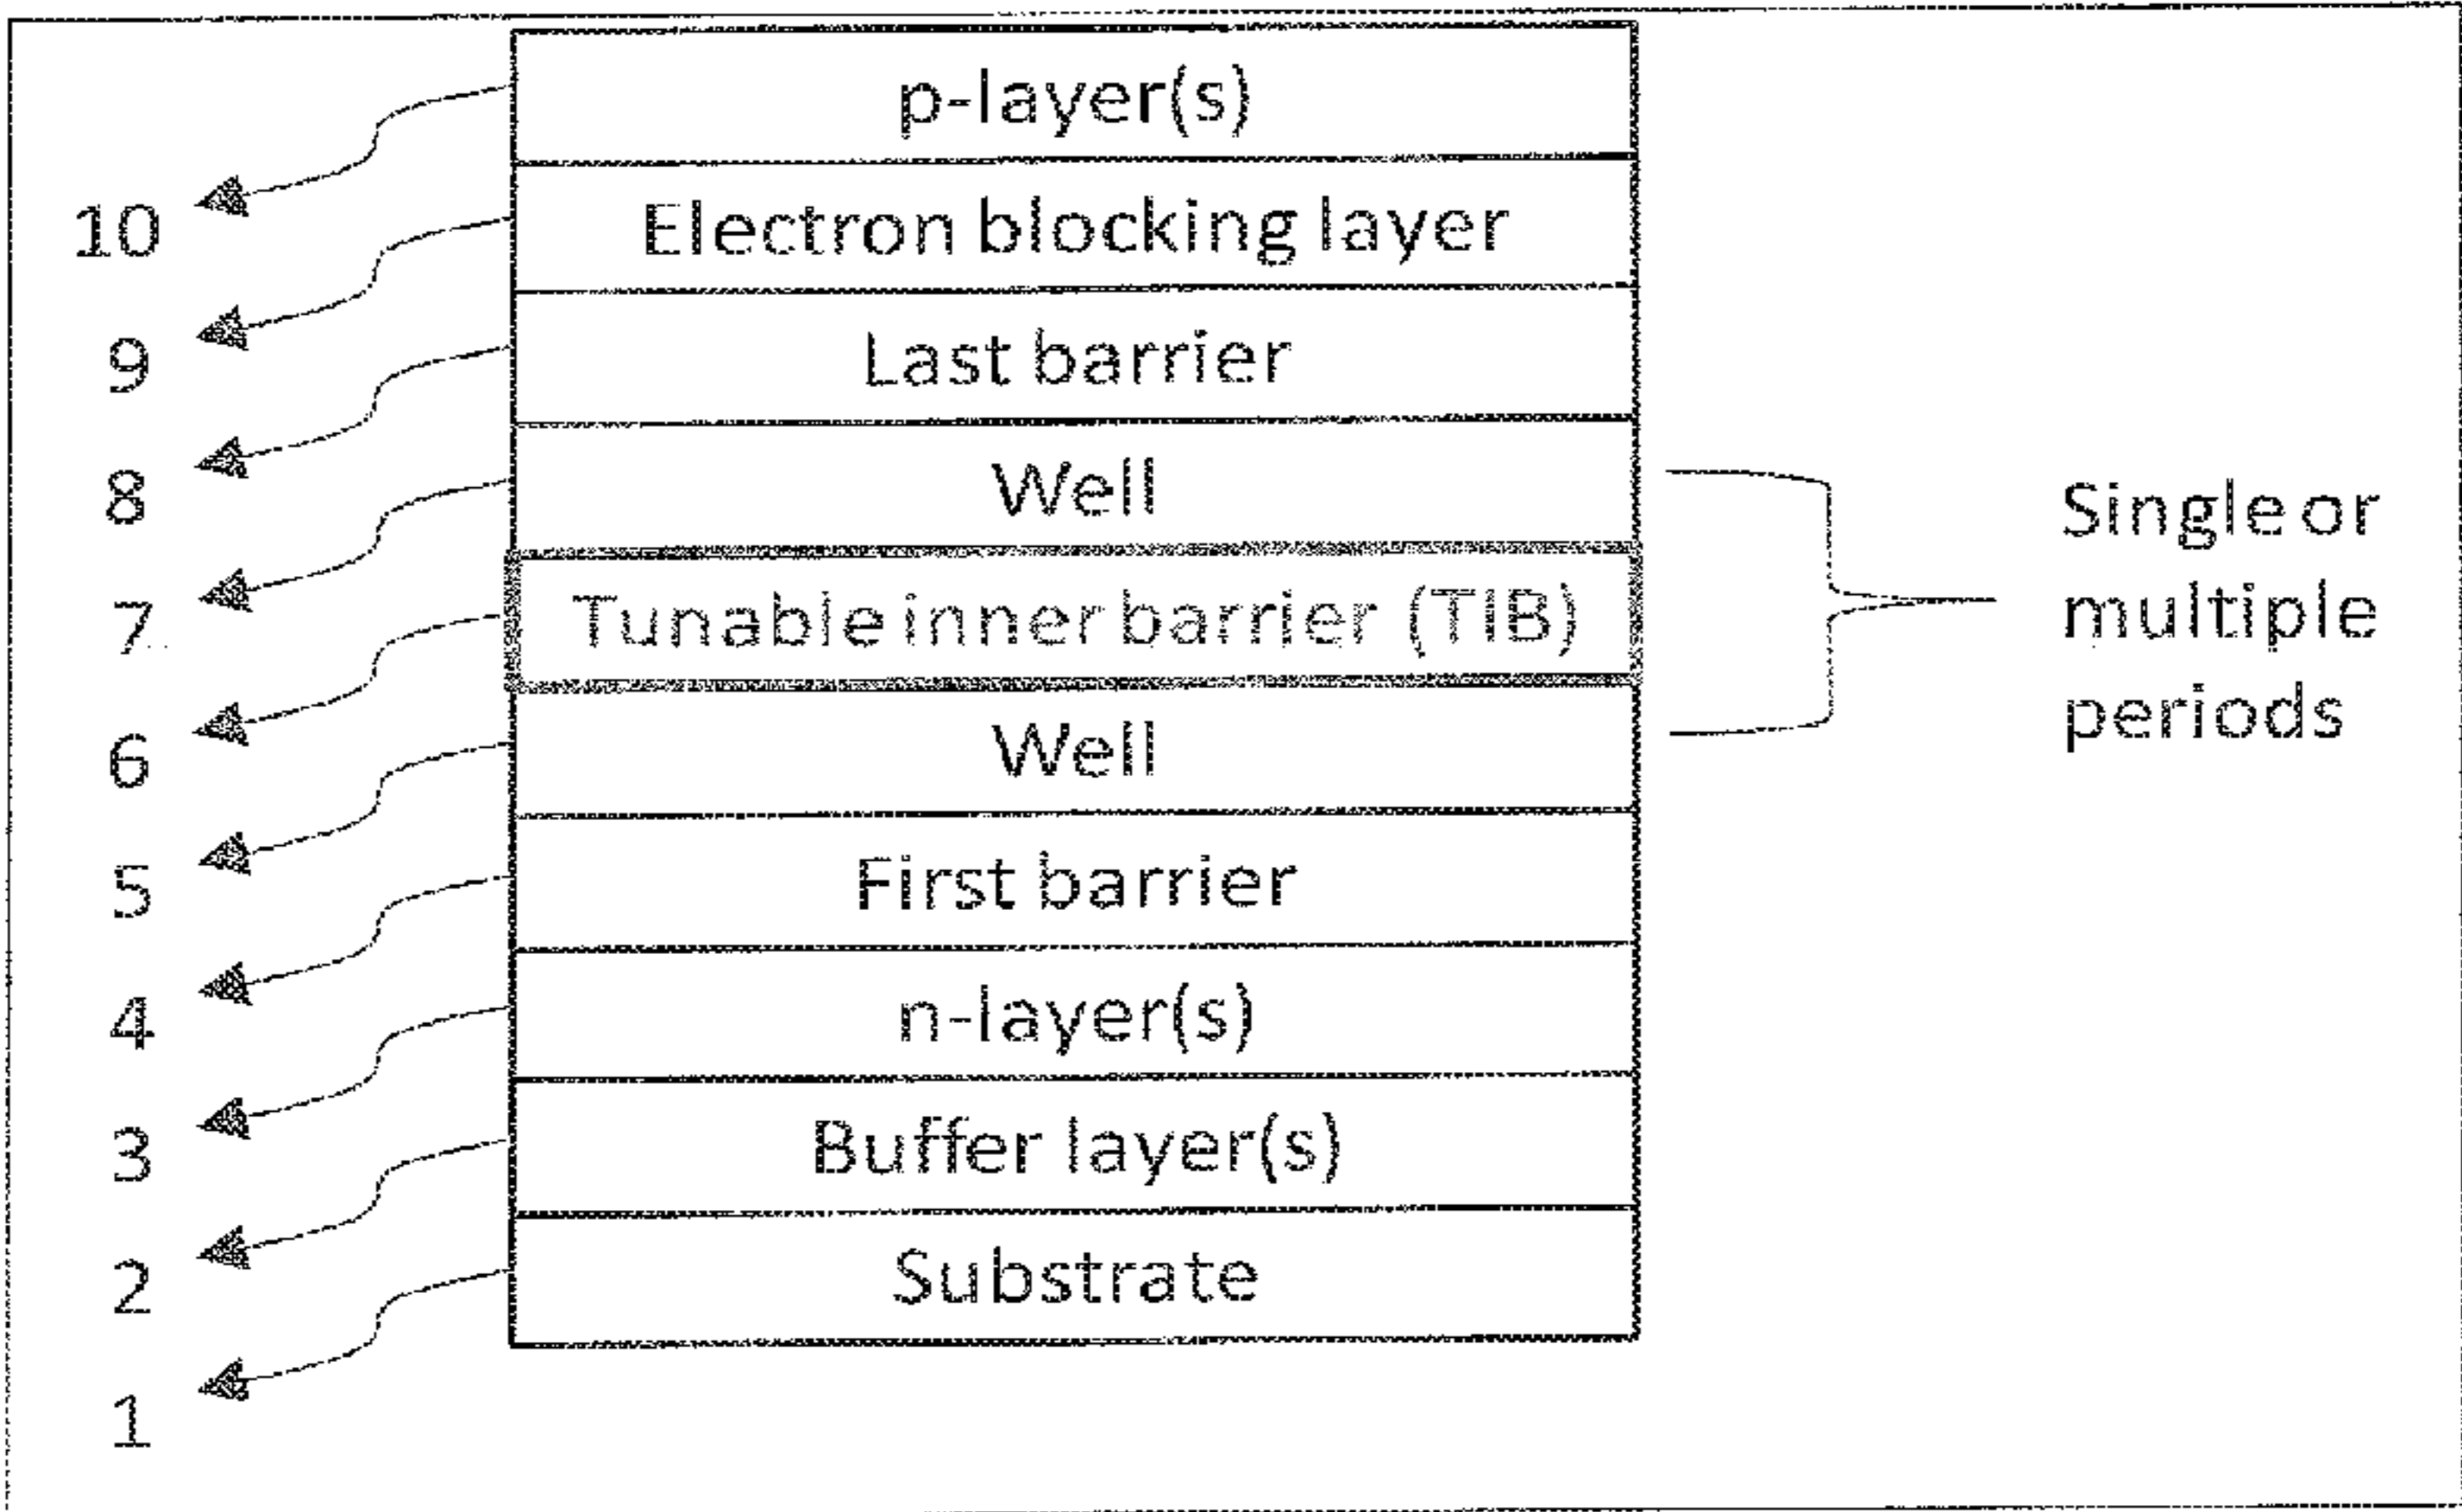 p-layer(s)
10
Electron blocking layer
9
Last barrier
8
Well
Single or
7
Tunable inner barrier (TIB)
multiple
6
Well
periods
5
First barrier
4
n-layer(s)
3
Buffer layer(s)
2
Substrate
1